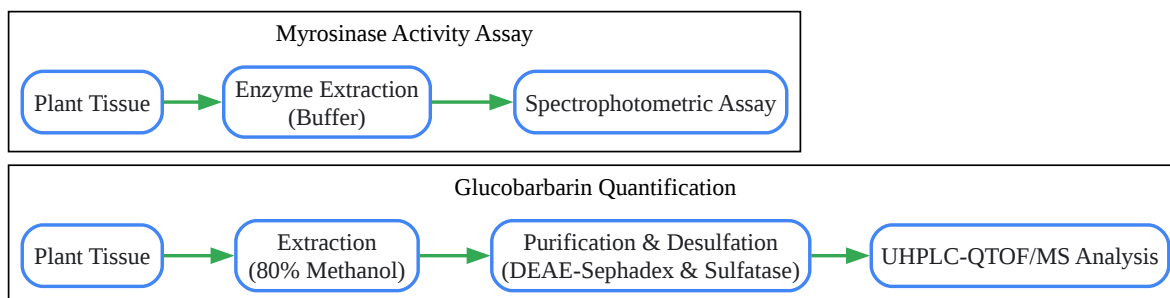 Myrosinase Activity Assay
Plant Tissue
Enzyme Extraction
(Buffer)
Spectrophotometric Assay
Glucobarbarin Quantification
Plant Tissue
Extraction
(80% Methanol)
Purification & Desulfation
(DEAE-Sephadex & Sulfatase)
UHPLC-QTOF/MS Analysis